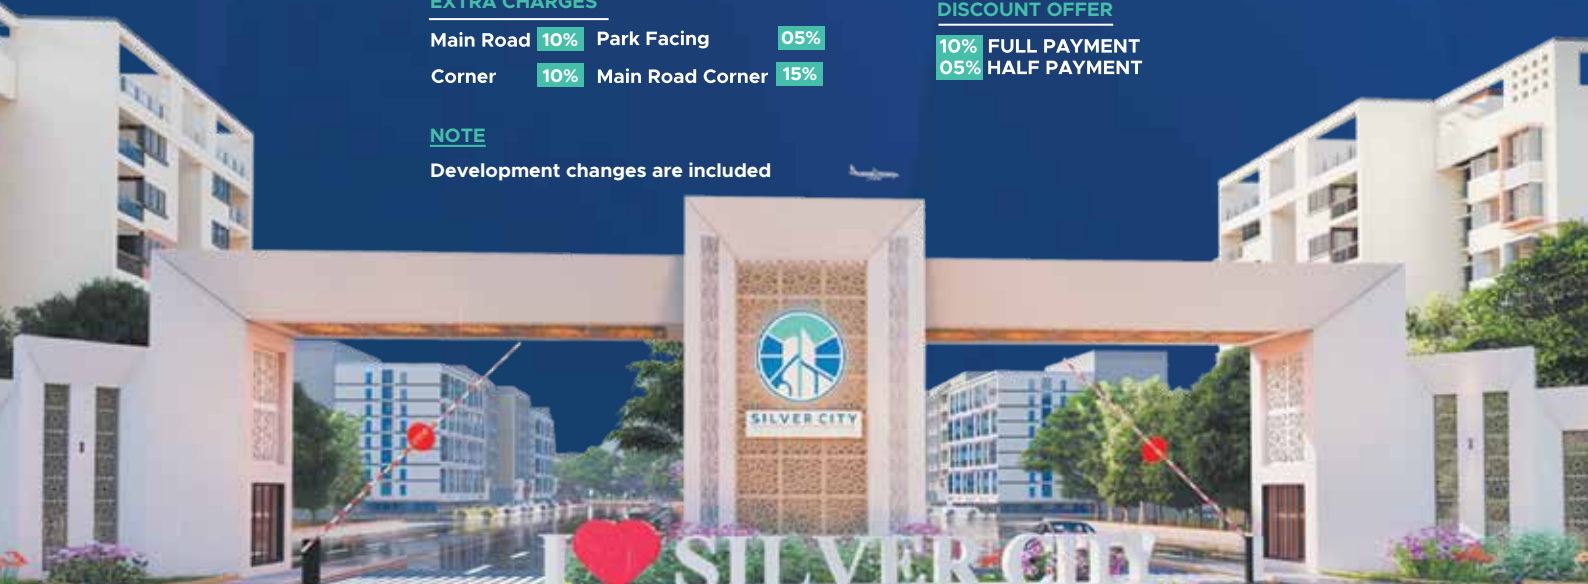 EXTRA CHARGES
Main Road 10% Park Facing 05%
Corner 10% Main Road Corner 15%
DISCOUNT OFFER
10% FULL PAYMENT
05% HALF PAYMENT
NOTE
Development changes are included
SILVER CITY
I ❤ SILVER CITY